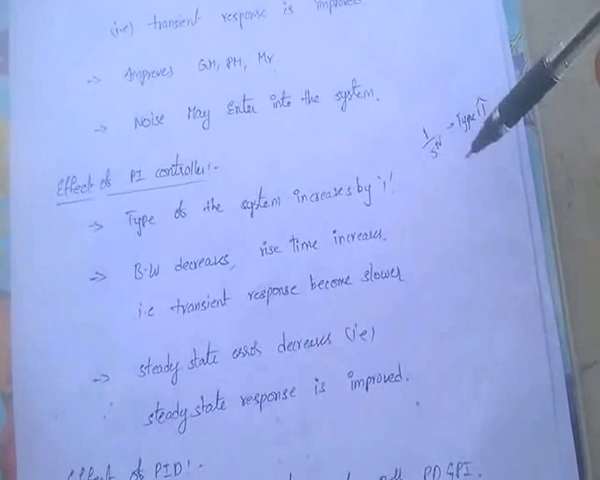 (i.e) transient response is improved
-> Improves GM, PM, Mr
-> Noise May Enter into the system.
1/S^N -> Type ↑
Effect of PI controller:-
-> Type of the system increases by '1'.
-> B.W decreases, rise time increases.
i.e transient response become slower
-> steady state error decreases (i.e)
steady state response is improved.
Effect of PID:-
PD & PI.